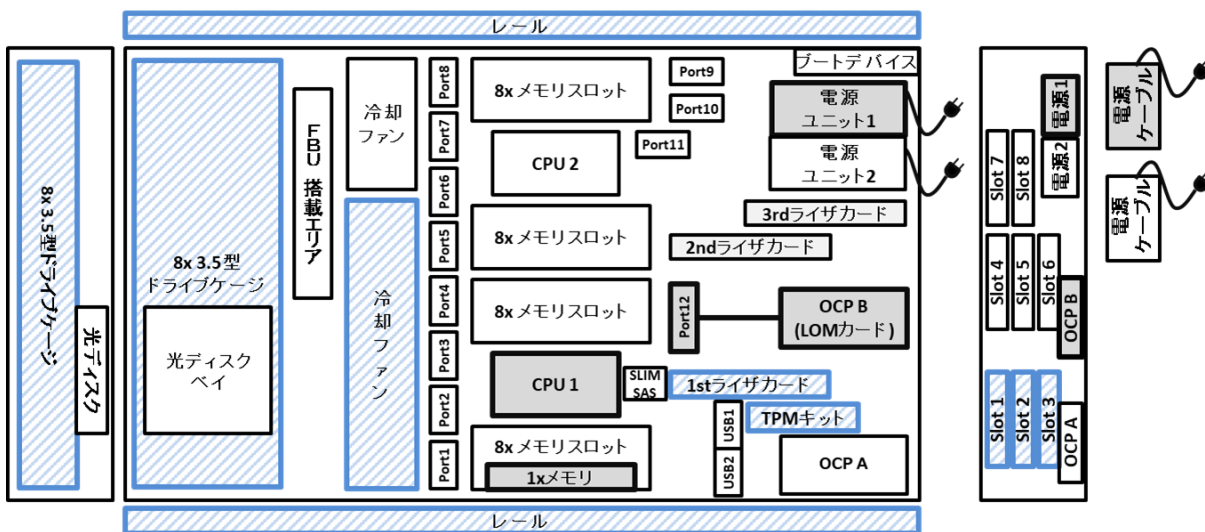 レール
8x 3.5型ドライブケージ
光ディスク
8x 3.5型
ドライブケージ
光ディスク
ベイ
FBU 搭載エリア
冷却
ファン
冷却ファン
Port8
Port7
Port6
Port5
Port4
Port3
Port2
Port1
8x メモリスロット
CPU 2
8x メモリスロット
8x メモリスロット
CPU 1
8x メモリスロット
1xメモリ
Port9
Port10
Port11
ブートデバイス
電源
ユニット1
電源
ユニット2
3rdライザカード
2ndライザカード
Port12
OCP B
(LOMカード)
SLIM
SAS
1stライザカード
USB1
USB2
TPMキット
OCP A
レール
電源1
電源2
Slot 7
Slot 8
Slot 4
Slot 5
Slot 6
OCP B
Slot 1
Slot 2
Slot 3
OCP A
電源
ケーブル
電源
ケーブル